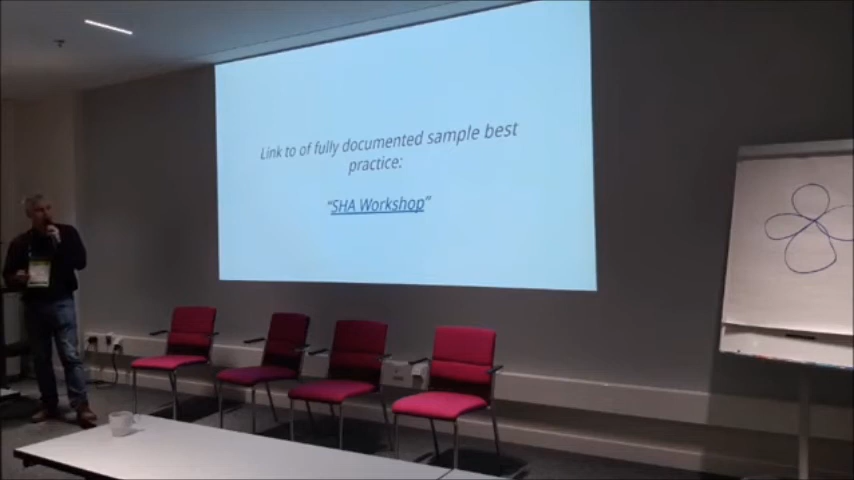 Link to of fully documented sample best
practice:
“SHA Workshop”